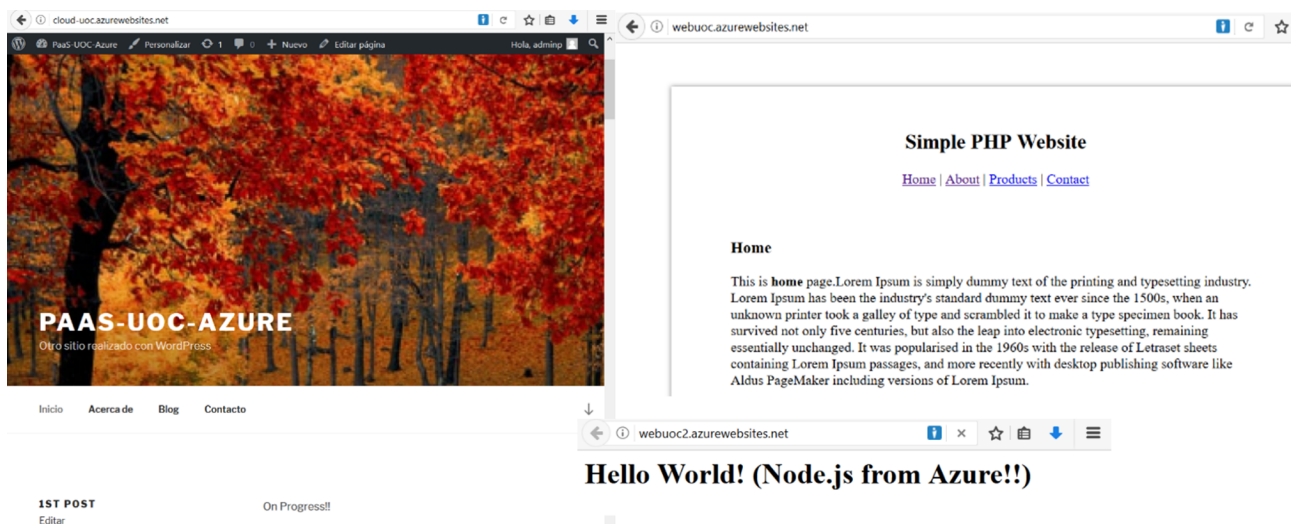 cloud-uoc.azurewebsites.net
PaaS-UOC-Azure Personalizar 1 0 Nuevo Editar página Hola, adminp
PAAS-UOC-AZURE
Otro sitio realizado con WordPress
Inicio Acerca de Blog Contacto
1ST POST
Editar
On Progress!!
webuoc.azurewebsites.net
Simple PHP Website
Home | About | Products | Contact
Home
This is home page.Lorem Ipsum is simply dummy text of the printing and typesetting industry.
Lorem Ipsum has been the industry's standard dummy text ever since the 1500s, when an
unknown printer took a galley of type and scrambled it to make a type specimen book. It has
survived not only five centuries, but also the leap into electronic typesetting, remaining
essentially unchanged. It was popularised in the 1960s with the release of Letraset sheets
containing Lorem Ipsum passages, and more recently with desktop publishing software like
Aldus PageMaker including versions of Lorem Ipsum.
webuoc2.azurewebsites.net
Hello World! (Node.js from Azure!!)